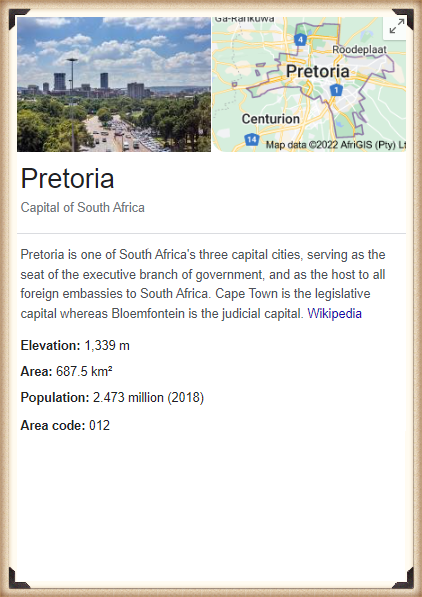 Ga-Rankuwa
4
Roodeplaat
Pretoria
1
Centurion
14
Map data ©2022 AfriGIS (Pty) Lt
Pretoria
Capital of South Africa
Pretoria is one of South Africa's three capital cities, serving as the
seat of the executive branch of government, and as the host to all
foreign embassies to South Africa. Cape Town is the legislative
capital whereas Bloemfontein is the judicial capital. Wikipedia
Elevation: 1,339 m
Area: 687.5 km²
Population: 2.473 million (2018)
Area code: 012